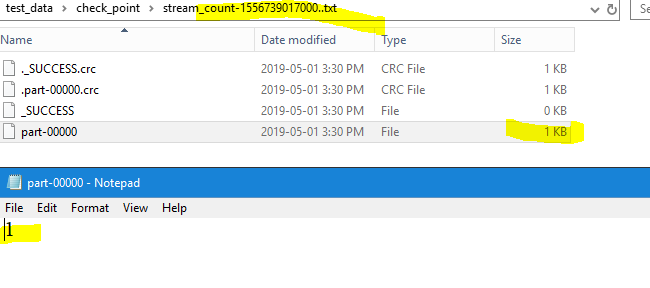 test_data > check_point > stream_count-1556739017000..txt
Name Date modified Type Size
._SUCCESS.crc 2019-05-01 3:30 PM CRC File 1 KB
.part-00000.crc 2019-05-01 3:30 PM CRC File 1 KB
_SUCCESS 2019-05-01 3:30 PM File 0 KB
part-00000 2019-05-01 3:30 PM File 1 KB
part-00000 - Notepad
File Edit Format View Help
1